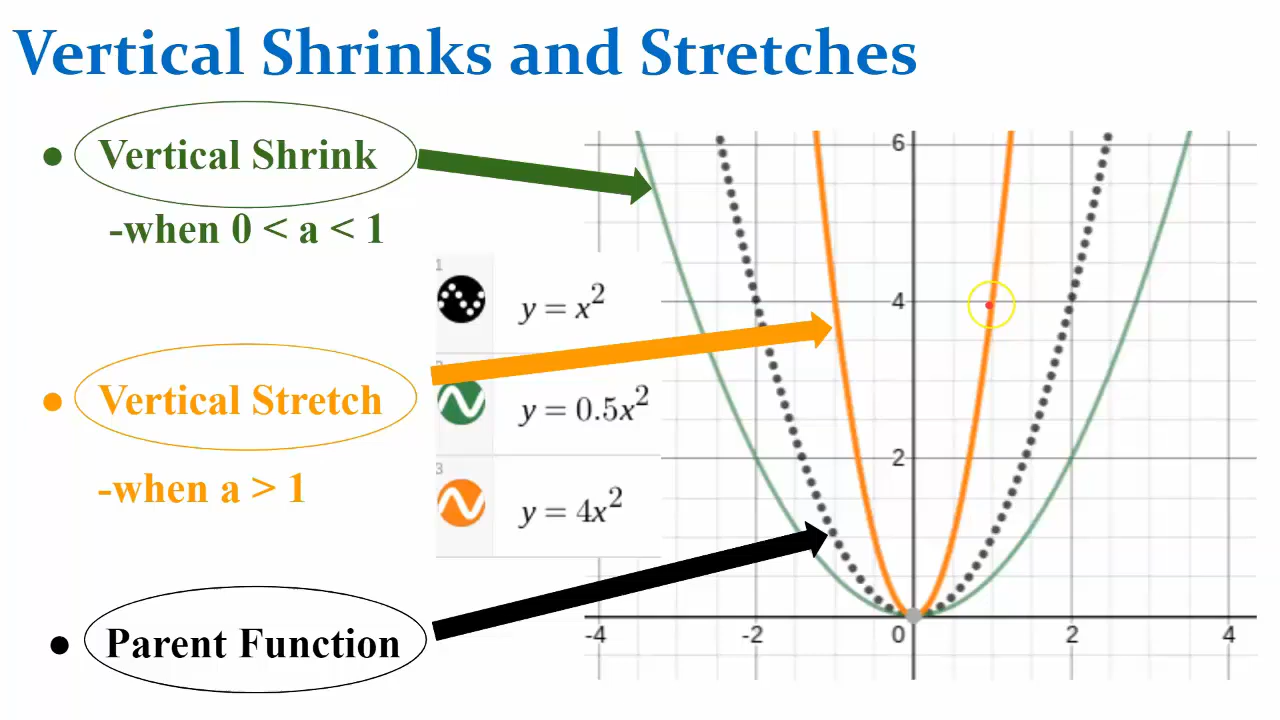 Vertical Shrinks and Stretches
● Vertical Shrink
-when 0 < a < 1
● Vertical Stretch
-when a > 1
● Parent Function
1
y = x²
y = 0.5x²
3
y = 4x²
6
4
2
-4 -2 0 2 4